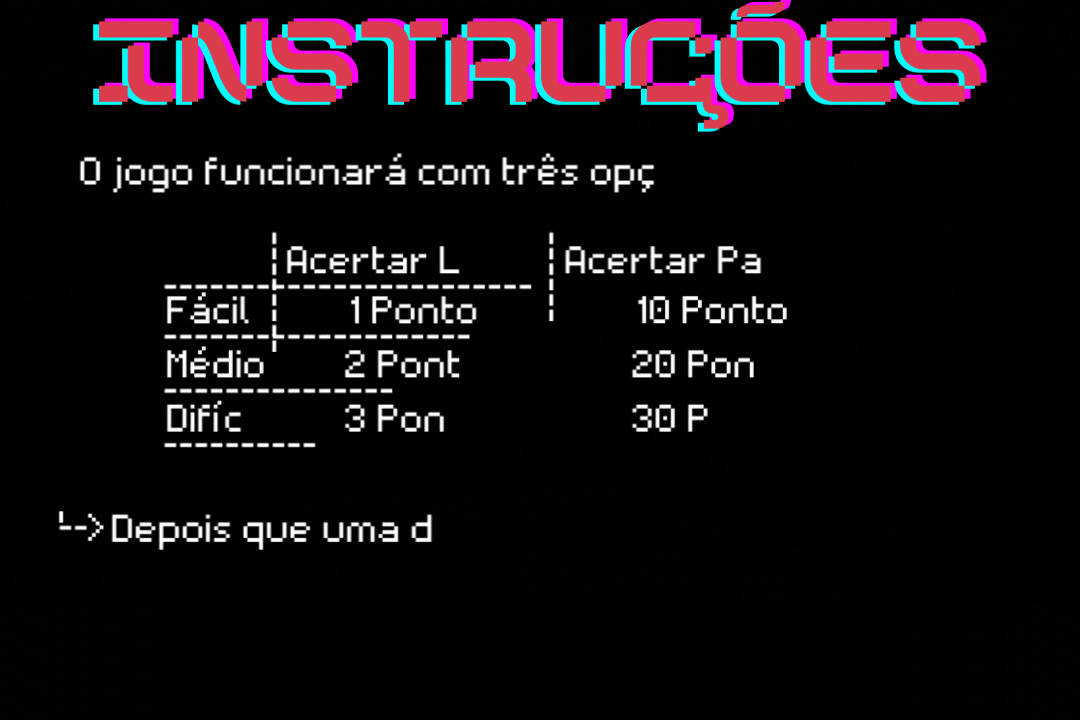 INSTRUÇÕES
O jogo funcionará com três opç
Acertar L Acertar Pa
Fácil 1 Ponto 10 Ponto
Médio 2 Pont 20 Pon
Difíc 3 Pon 30 P
Depois que uma d